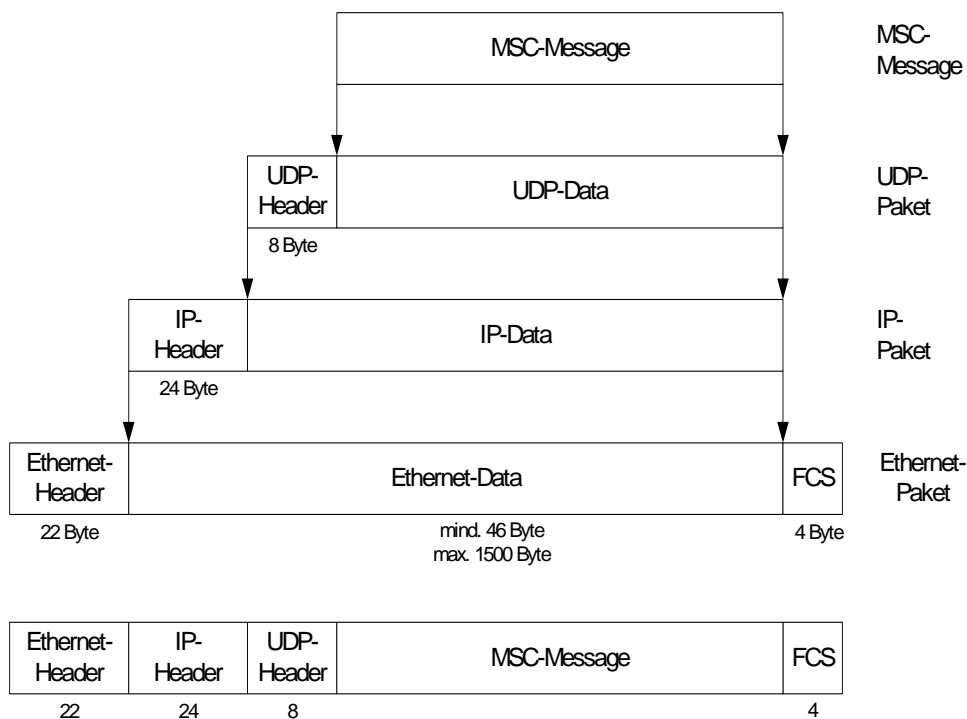 MSC-Message
MSC-
Message
UDP-
Header
UDP-Data
UDP-
Paket
8 Byte
IP-
Header
IP-Data
IP-
Paket
24 Byte
Ethernet-
Header
Ethernet-Data
FCS
Ethernet-
Paket
22 Byte
mind. 46 Byte
max. 1500 Byte
4 Byte
Ethernet-
Header
IP-
Header
UDP-
Header
MSC-Message
FCS
22
24
8
4